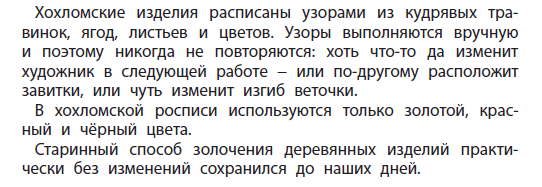 Хохломские изделия расписаны узорами из кудрявых тра-
винок, ягод, листьев и цветов. Узоры выполняются вручную
и поэтому никогда не повторяются: хоть что-то да изменит
художник в следующей работе – или по-другому расположит
завитки, или чуть изменит изгиб веточки.
В хохломской росписи используются только золотой, крас-
ный и чёрный цвета.
Старинный способ золочения деревянных изделий практи-
чески без изменений сохранился до наших дней.